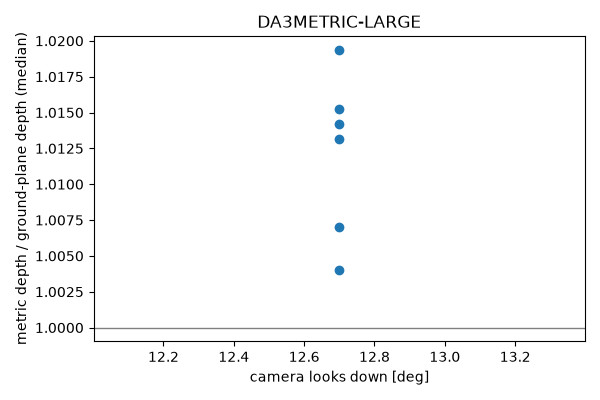 DA3METRIC-LARGE
metric depth / ground-plane depth (median)
1.0200
1.0175
1.0150
1.0125
1.0100
1.0075
1.0050
1.0025
1.0000
12.2 12.4 12.6 12.8 13.0 13.2
camera looks down [deg]